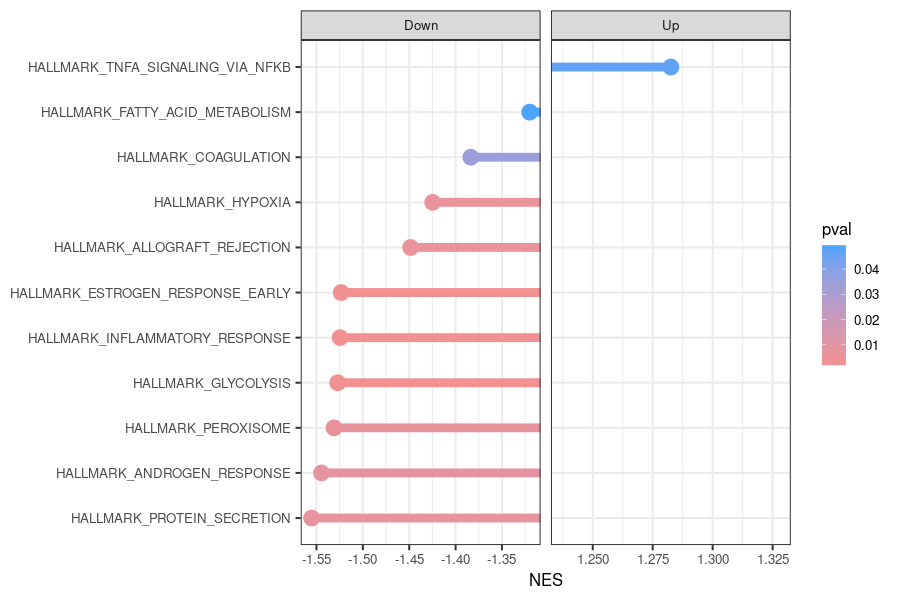 Down Up
HALLMARK_TNFA_SIGNALING_VIA_NFKB
HALLMARK_FATTY_ACID_METABOLISM
HALLMARK_COAGULATION
HALLMARK_HYPOXIA
HALLMARK_ALLOGRAFT_REJECTION
HALLMARK_ESTROGEN_RESPONSE_EARLY
HALLMARK_INFLAMMATORY_RESPONSE
HALLMARK_GLYCOLYSIS
HALLMARK_PEROXISOME
HALLMARK_ANDROGEN_RESPONSE
HALLMARK_PROTEIN_SECRETION
-1.55 -1.50 -1.45 -1.40 -1.35 1.250 1.275 1.300 1.325
NES
pval
0.04
0.03
0.02
0.01